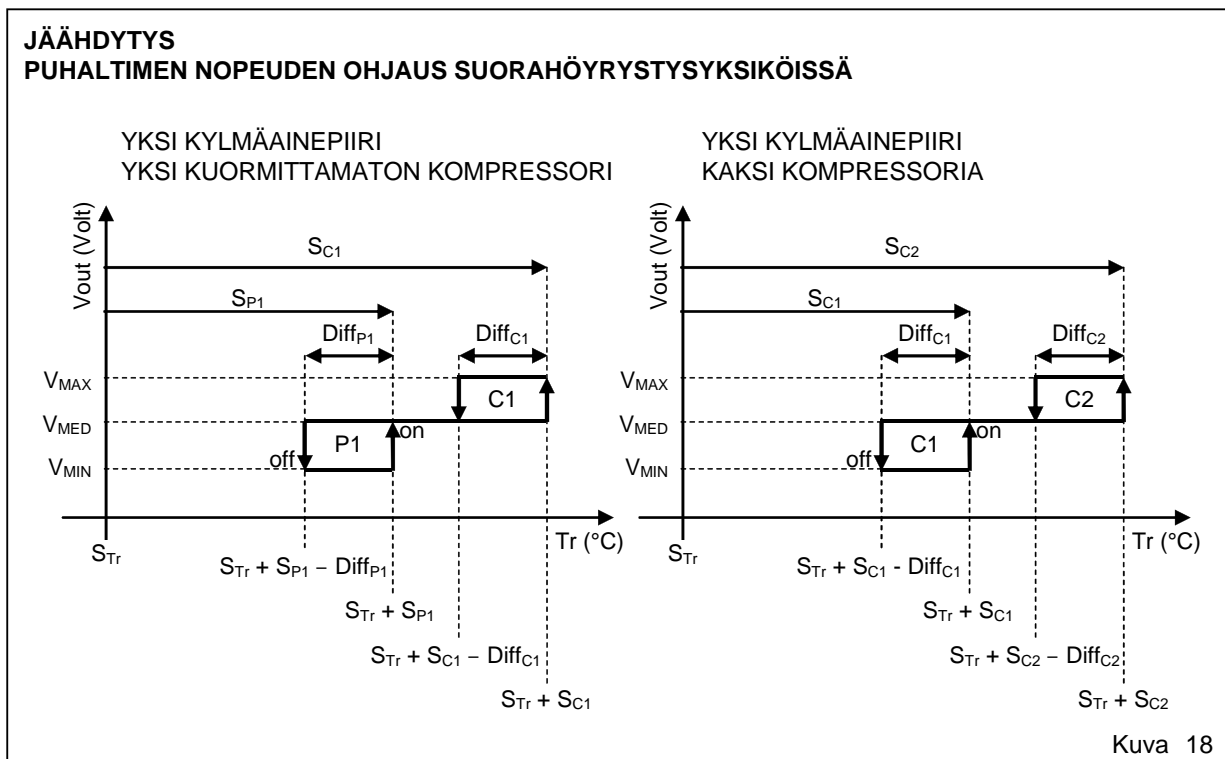 JÄÄHDYTYS
PUHALTIMEN NOPEUDEN OHJAUS SUORAHÖYRYSTYSYKSIKÖISSÄ
YKSI KYLMÄAINEPIIRI
YKSI KUORMITTAMATON KOMPRESSORI
Vout (Volt)
SC1
SP1
DiffP1
DiffC1
VMAX
C1
VMED
on
P1
off
VMIN
Tr (°C)
STr
STr + SP1 – DiffP1
STr + SP1
STr + SC1 – DiffC1
STr + SC1
YKSI KYLMÄAINEPIIRI
KAKSI KOMPRESSORIA
Vout (Volt)
SC2
SC1
DiffC1
DiffC2
VMAX
C2
VMED
on
C1
off
VMIN
Tr (°C)
STr
STr + SC1 - DiffC1
STr + SC1
STr + SC2 – DiffC2
STr + SC2
Kuva 18